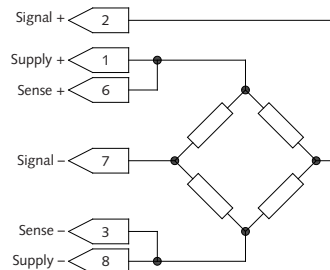 Signal + 2
Supply + 1
Sense + 6
Signal – 7
Sense – 3
Supply – 8